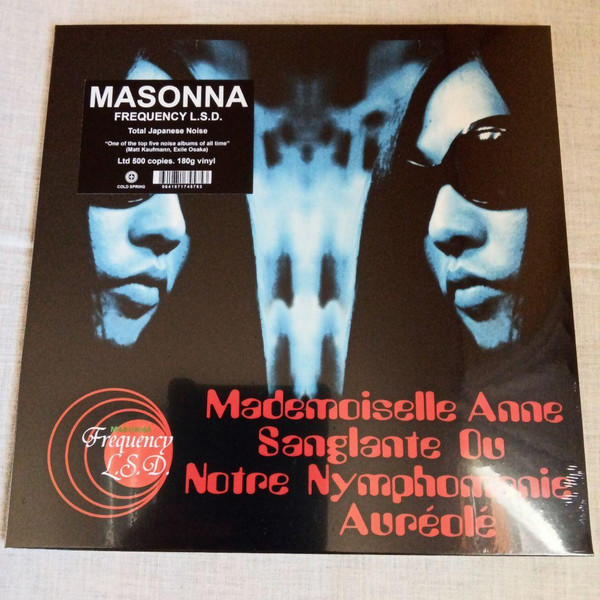 MASONNA
FREQUENCY L.S.D.
Total Japanese Noise
"One of the top five noise albums of all time"
(Matt Kaufmann, Exile Osaka)
Ltd 500 copies. 180g vinyl
COLD SPRING
Mademoiselle Anne
Sanglante Ou
Notre Nymphomanie
Auréolé
MASONNA
Frequency
L.S.D.